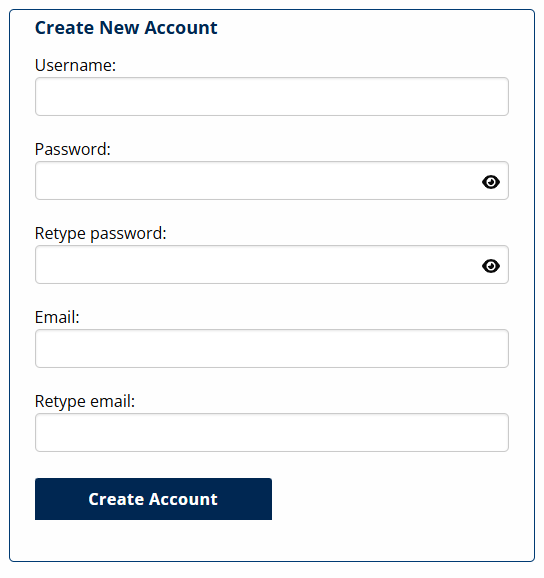 Create New Account
Username:
Password:
Retype password:
Email:
Retype email:
Create Account